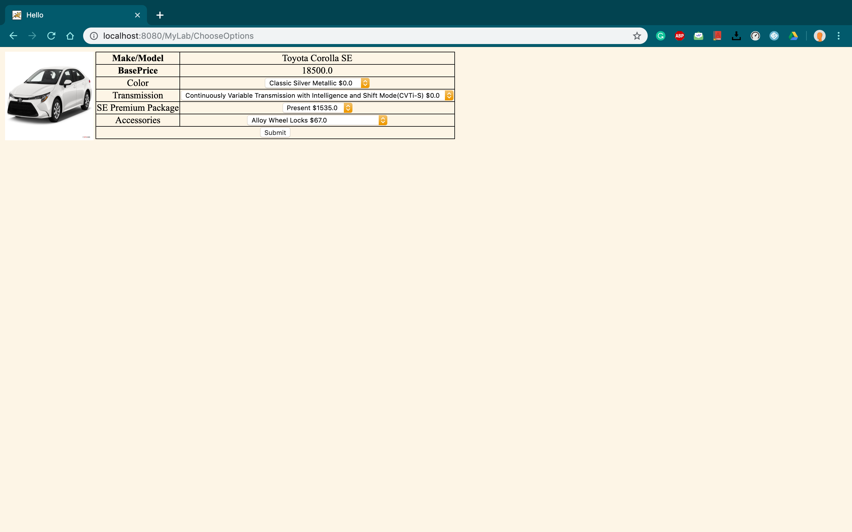 Hello
localhost:8080/MyLab/ChooseOptions
ABP
Make/Model Toyota Corolla SE
BasePrice 18500.0
Color Classic Silver Metallic $0.0
Transmission Continuously Variable Transmission with Intelligence and Shift Mode(CVTi-S) $0.0
SE Premium Package Present $1535.0
Accessories Alloy Wheel Locks $67.0
Submit